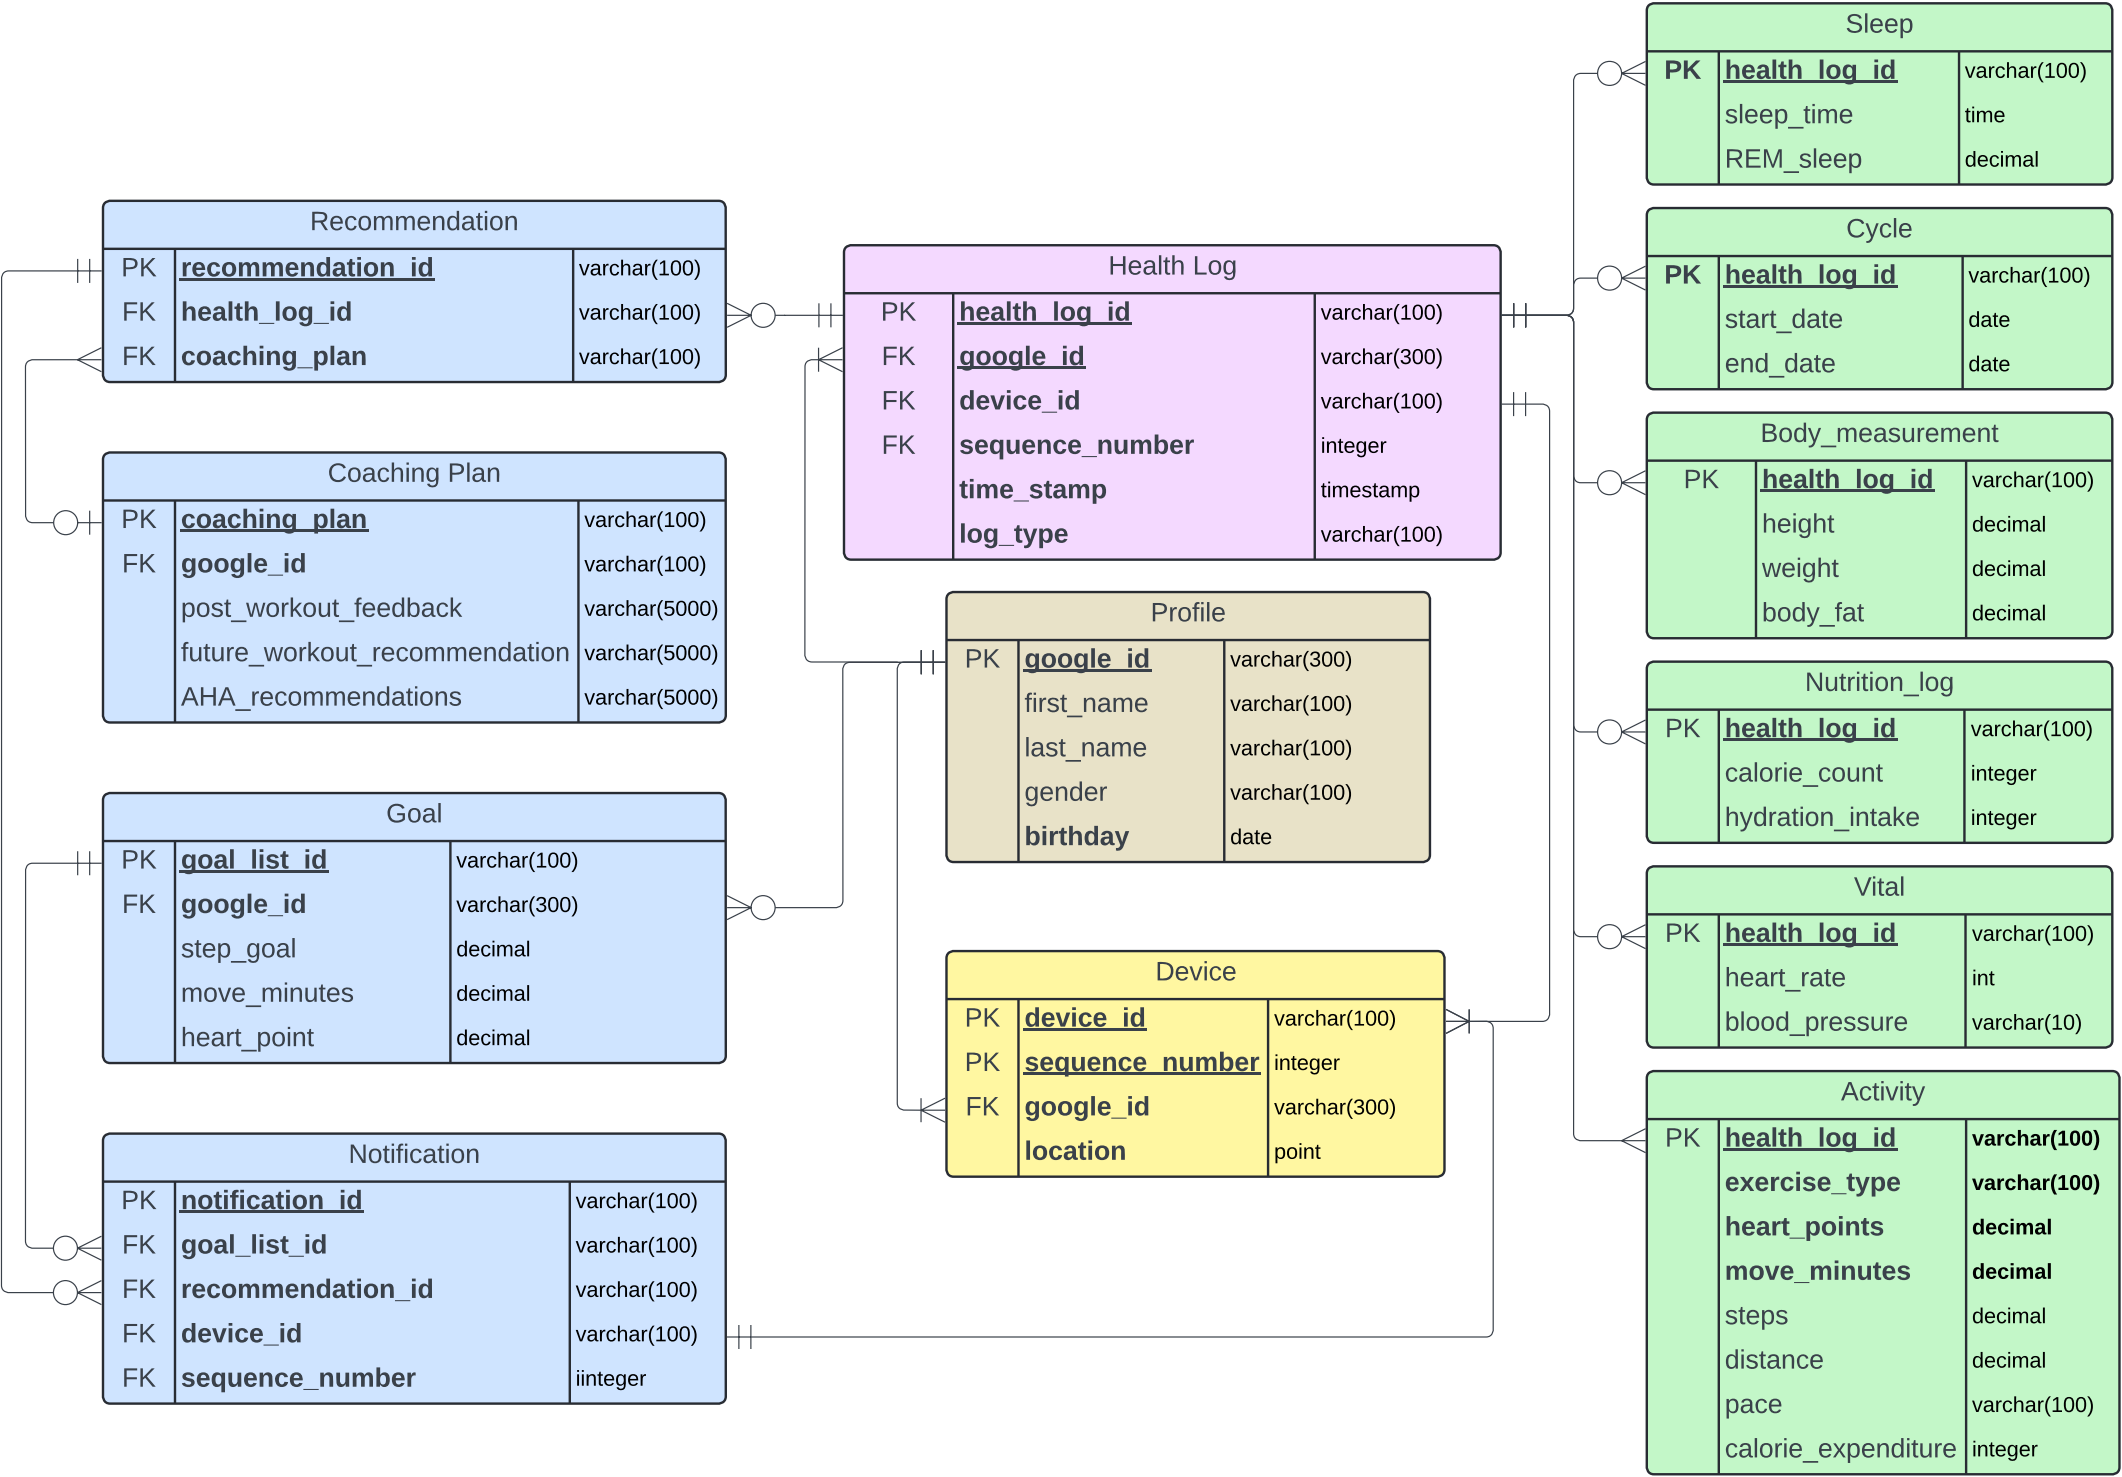 Recommendation
PK recommendation_id varchar(100)
FK health_log_id varchar(100)
FK coaching_plan varchar(100)
Coaching Plan
PK coaching_plan varchar(100)
FK google_id varchar(100)
post_workout_feedback varchar(5000)
future_workout_recommendation varchar(5000)
AHA_recommendations varchar(5000)
Goal
PK goal_list_id varchar(100)
FK google_id varchar(300)
step_goal decimal
move_minutes decimal
heart_point decimal
Notification
PK notification_id varchar(100)
FK goal_list_id varchar(100)
FK recommendation_id varchar(100)
FK device_id varchar(100)
FK sequence_number iinteger
Health Log
PK health_log_id varchar(100)
FK google_id varchar(300)
FK device_id varchar(100)
FK sequence_number integer
time_stamp timestamp
log_type varchar(100)
Profile
PK google_id varchar(300)
first_name varchar(100)
last_name varchar(100)
gender varchar(100)
birthday date
Device
PK device_id varchar(100)
PK sequence_number integer
FK google_id varchar(300)
location point
Sleep
PK health_log_id varchar(100)
sleep_time time
REM_sleep decimal
Cycle
PK health_log_id varchar(100)
start_date date
end_date date
Body_measurement
PK health_log_id varchar(100)
height decimal
weight decimal
body_fat decimal
Nutrition_log
PK health_log_id varchar(100)
calorie_count integer
hydration_intake integer
Vital
PK health_log_id varchar(100)
heart_rate int
blood_pressure varchar(10)
Activity
PK health_log_id varchar(100)
exercise_type varchar(100)
heart_points decimal
move_minutes decimal
steps decimal
distance decimal
pace varchar(100)
calorie_expenditure integer